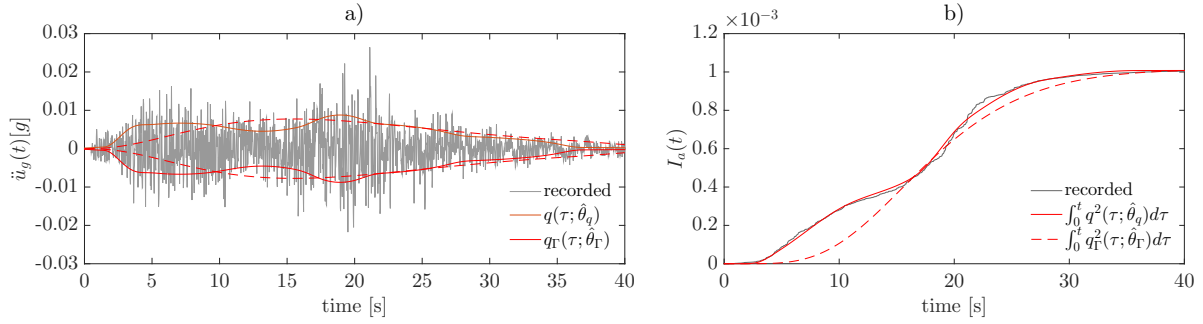 a)
0.03
0.02
0.01
0
-0.01
-0.02
-0.03
0 5 10 15 20 25 30 35 40
time [s]
ü_g(t)[g]
recorded
q(τ; θ̂_q)
q_Γ(τ; θ̂_Γ)
b)
×10⁻³
1.2
1
0.8
0.6
0.4
0.2
0
0 10 20 30 40
time [s]
I_a(t)
recorded
∫₀ᵗ q²(τ; θ̂_q)dτ
∫₀ᵗ q_Γ²(τ; θ̂_Γ)dτ